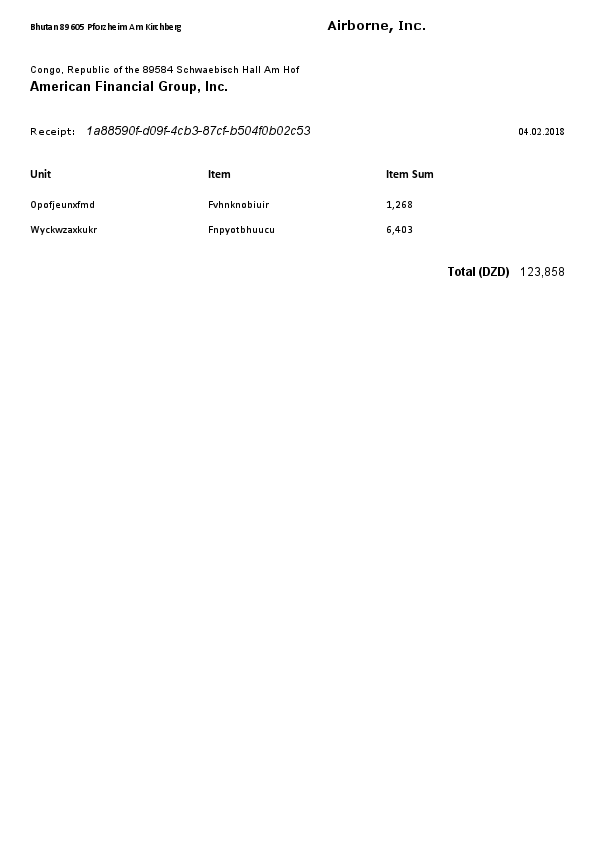 Bhutan 89605 Pforzheim Am Kirchberg Airborne, Inc.
Congo, Republic of the 89584 Schwaebisch Hall Am Hof
American Financial Group, Inc.
Receipt: 1a88590f-d09f-4cb3-87cf-b504f0b02c53 04.02.2018
Unit Item Item Sum
Opofjeunxfmd Fvhnknobiuir 1,268
Wyckwzaxkukr Fnpyotbhuucu 6,403
Total (DZD) 123,858